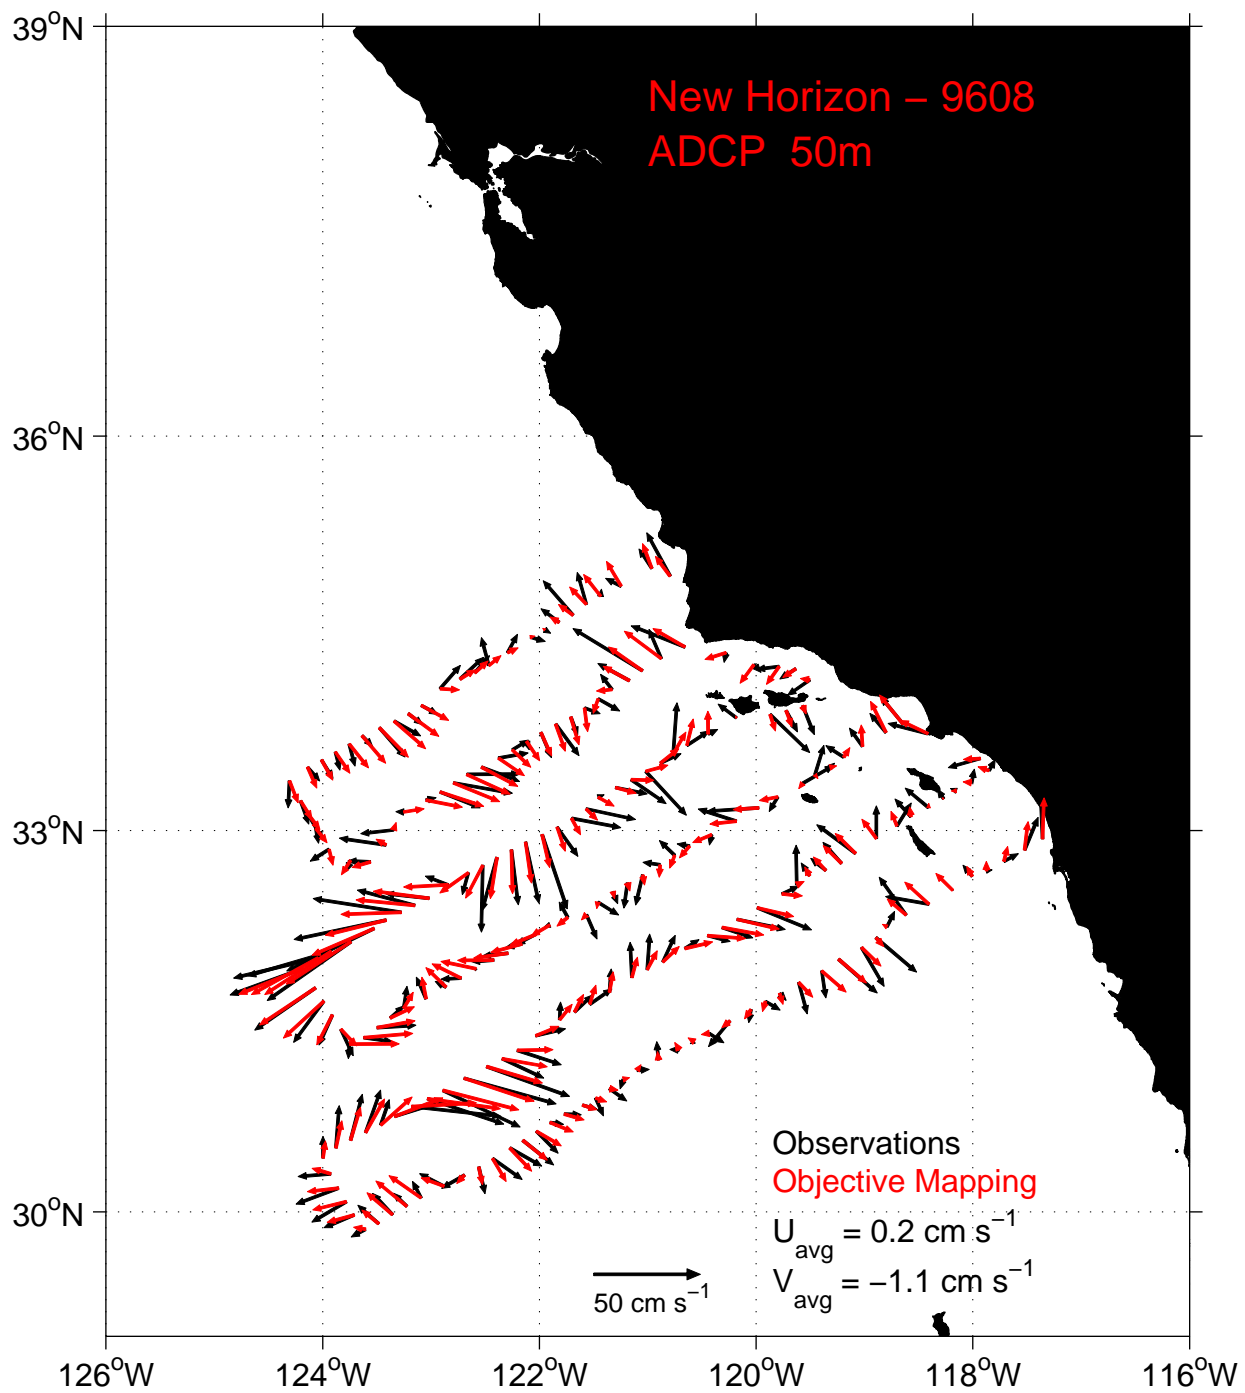 39°N
New Horizon – 9608
ADCP 50m
36°N
33°N
Observations
Objective Mapping
30°N
U_avg = 0.2 cm s⁻¹
V_avg = −1.1 cm s⁻¹
50 cm s⁻¹
126°W 124°W 122°W 120°W 118°W 116°W